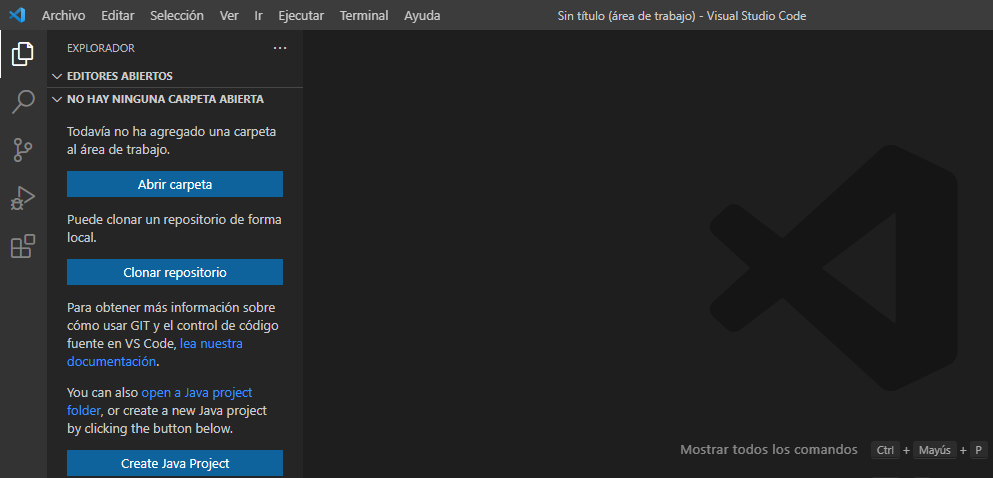 Archivo Editar Selección Ver Ir Ejecutar Terminal Ayuda Sin título (área de trabajo) - Visual Studio Code
EXPLORADOR
EDITORES ABIERTOS
NO HAY NINGUNA CARPETA ABIERTA
Todavía no ha agregado una carpeta
al área de trabajo.
Abrir carpeta
Puede clonar un repositorio de forma
local.
Clonar repositorio
Para obtener más información sobre
cómo usar GIT y el control de código
fuente en VS Code, lea nuestra
documentación.
You can also open a Java project
folder, or create a new Java project
by clicking the button below.
Create Java Project
Mostrar todos los comandos Ctrl + Mayús + P